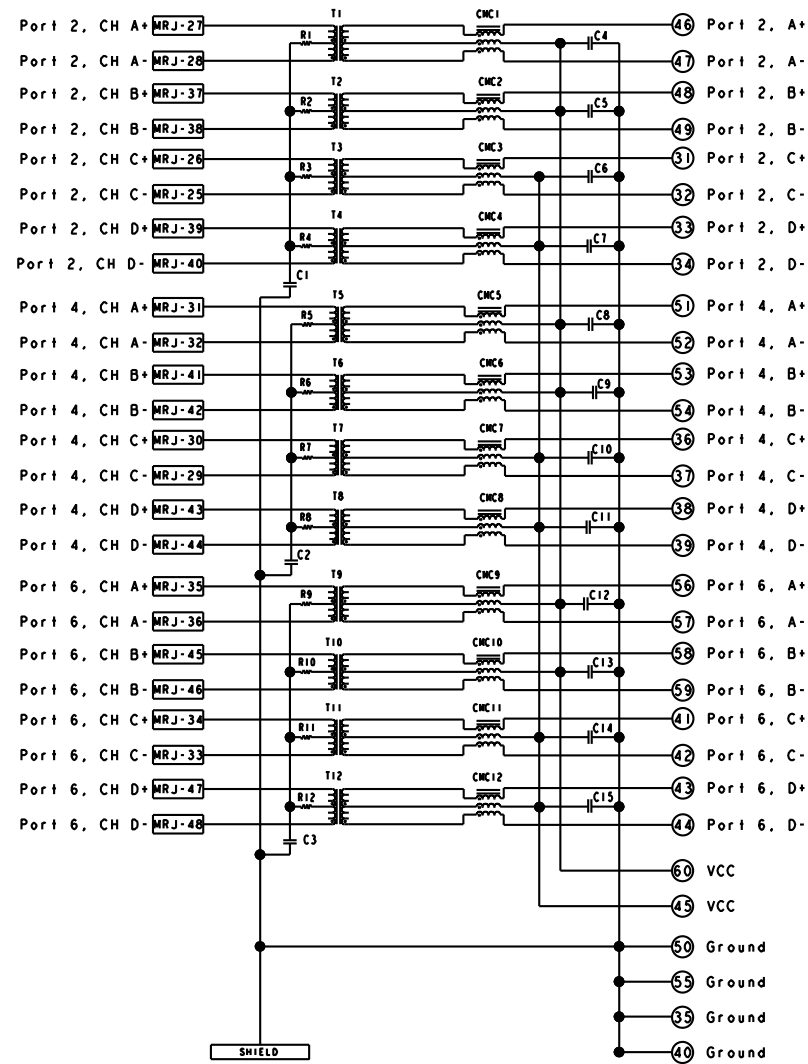 T1 CMC1
Port 2, CH A+ MRJ-27 R1 C4 46 Port 2, A+
Port 2, CH A- MRJ-28 47 Port 2, A-
T2 CMC2
Port 2, CH B+ MRJ-37 R2 C5 48 Port 2, B+
Port 2, CH B- MRJ-38 49 Port 2, B-
T3 CMC3
Port 2, CH C+ MRJ-26 R3 C6 31 Port 2, C+
Port 2, CH C- MRJ-25 32 Port 2, C-
T4 CMC4
Port 2, CH D+ MRJ-39 R4 C7 33 Port 2, D+
Port 2, CH D- MRJ-40 34 Port 2, D-
C1
T5 CMC5
Port 4, CH A+ MRJ-31 R5 C8 51 Port 4, A+
Port 4, CH A- MRJ-32 52 Port 4, A-
T6 CMC6
Port 4, CH B+ MRJ-41 R6 C9 53 Port 4, B+
Port 4, CH B- MRJ-42 54 Port 4, B-
T7 CMC7
Port 4, CH C+ MRJ-30 R7 C10 36 Port 4, C+
Port 4, CH C- MRJ-29 37 Port 4, C-
T8 CMC8
Port 4, CH D+ MRJ-43 R8 C11 38 Port 4, D+
Port 4, CH D- MRJ-44 39 Port 4, D-
C2
T9 CMC9
Port 6, CH A+ MRJ-35 R9 C12 56 Port 6, A+
Port 6, CH A- MRJ-36 57 Port 6, A-
T10 CMC10
Port 6, CH B+ MRJ-45 R10 C13 58 Port 6, B+
Port 6, CH B- MRJ-46 59 Port 6, B-
T11 CMC11
Port 6, CH C+ MRJ-34 R11 C14 41 Port 6, C+
Port 6, CH C- MRJ-33 42 Port 6, C-
T12 CMC12
Port 6, CH D+ MRJ-47 R12 C15 43 Port 6, D+
Port 6, CH D- MRJ-48 44 Port 6, D-
C3
60 VCC
45 VCC
50 Ground
55 Ground
35 Ground
SHIELD 40 Ground